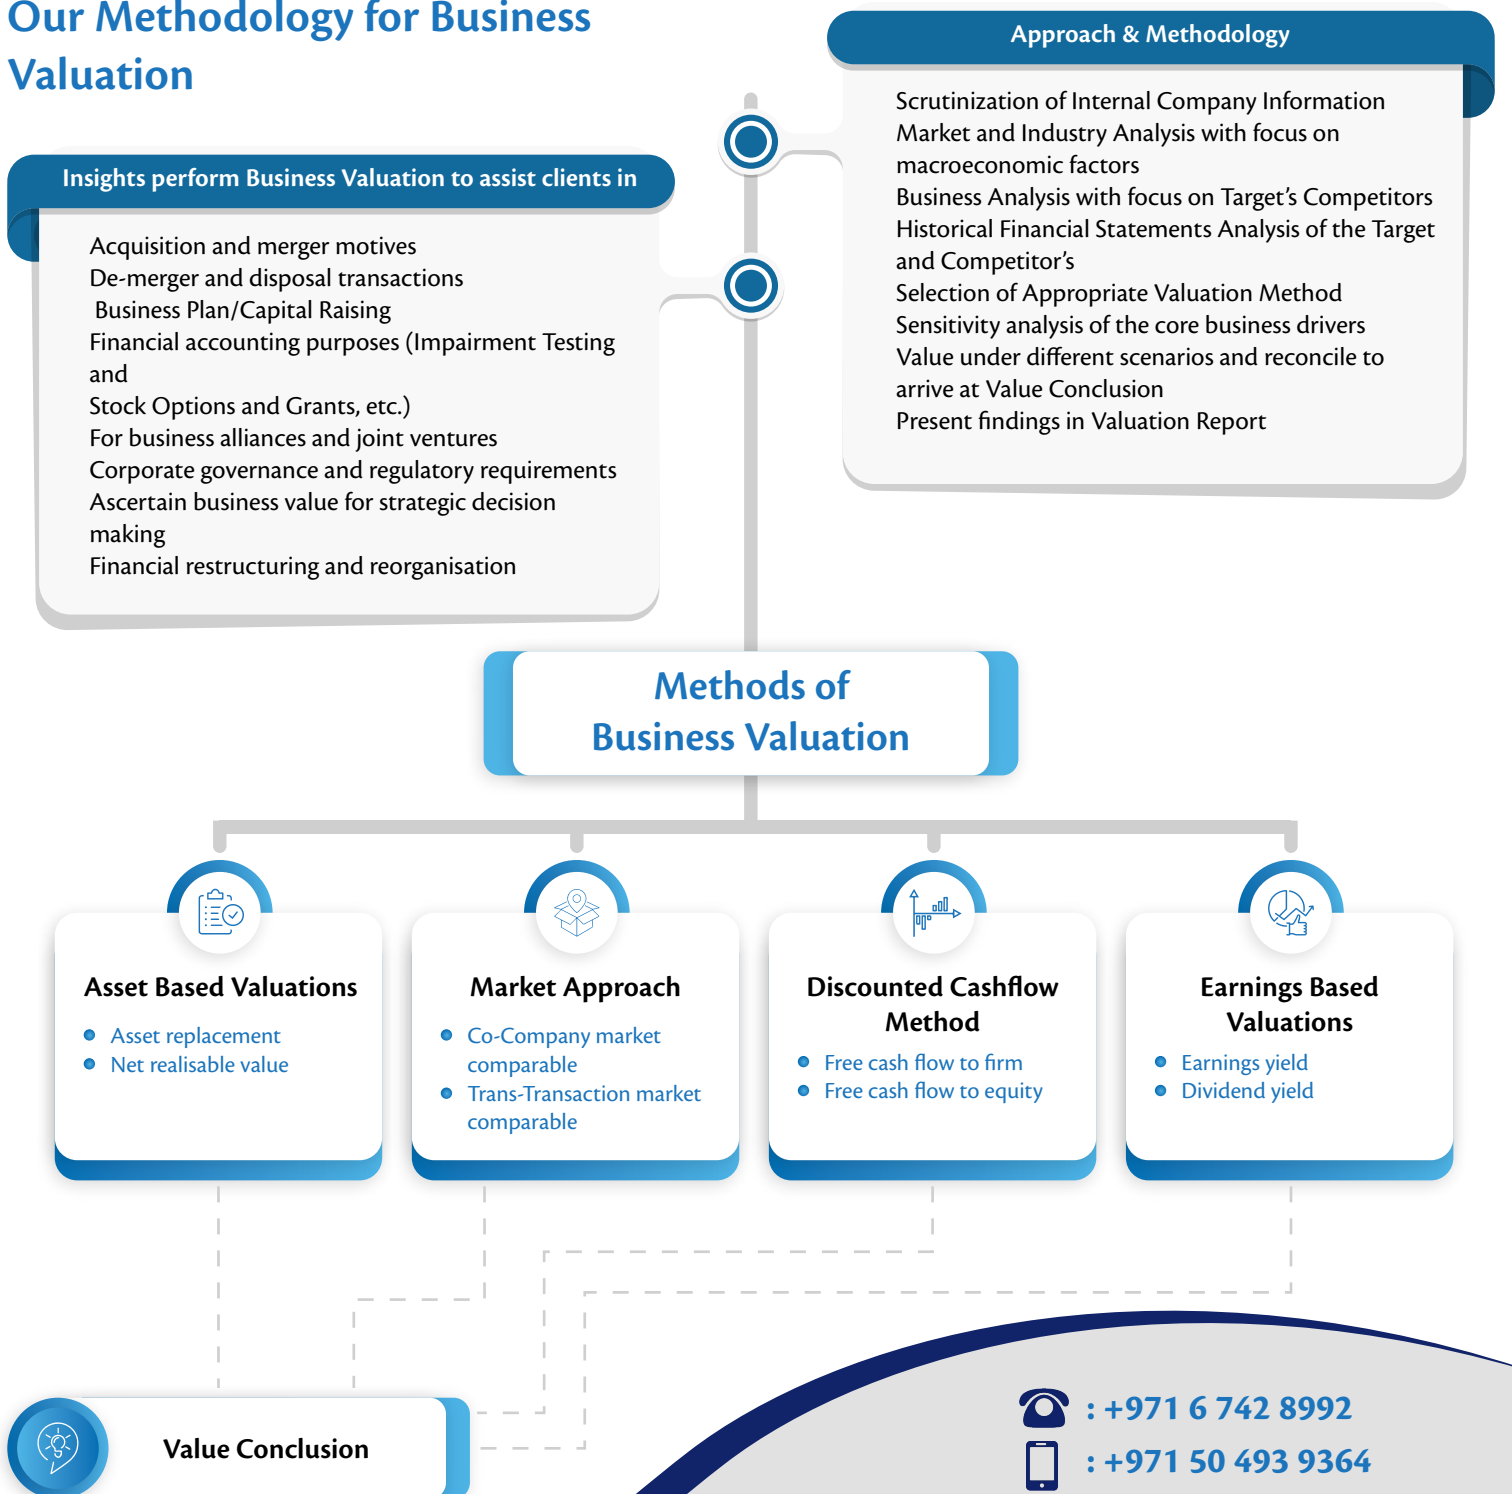 Our Methodology for Business
Valuation
Insights perform Business Valuation to assist clients in
Acquisition and merger motives
De-merger and disposal transactions
Business Plan/Capital Raising
Financial accounting purposes (Impairment Testing
and
Stock Options and Grants, etc.)
For business alliances and joint ventures
Corporate governance and regulatory requirements
Ascertain business value for strategic decision
making
Financial restructuring and reorganisation
Approach & Methodology
Scrutinization of Internal Company Information
Market and Industry Analysis with focus on
macroeconomic factors
Business Analysis with focus on Target’s Competitors
Historical Financial Statements Analysis of the Target
and Competitor’s
Selection of Appropriate Valuation Method
Sensitivity analysis of the core business drivers
Value under different scenarios and reconcile to
arrive at Value Conclusion
Present findings in Valuation Report
Methods of
Business Valuation
Asset Based Valuations
Asset replacement
Net realisable value
Market Approach
Co-Company market
comparable
Trans-Transaction market
comparable
Discounted Cashflow
Method
Free cash flow to firm
Free cash flow to equity
Earnings Based
Valuations
Earnings yield
Dividend yield
Value Conclusion
: +971 6 742 8992
: +971 50 493 9364